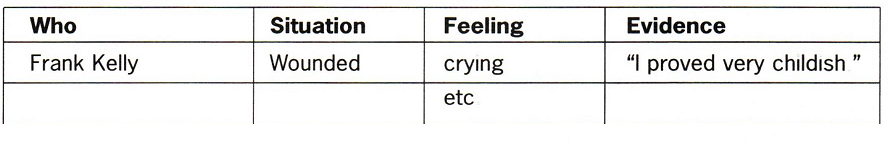 Who Situation Feeling Evidence
Frank Kelly Wounded crying “I proved very childish ”
etc